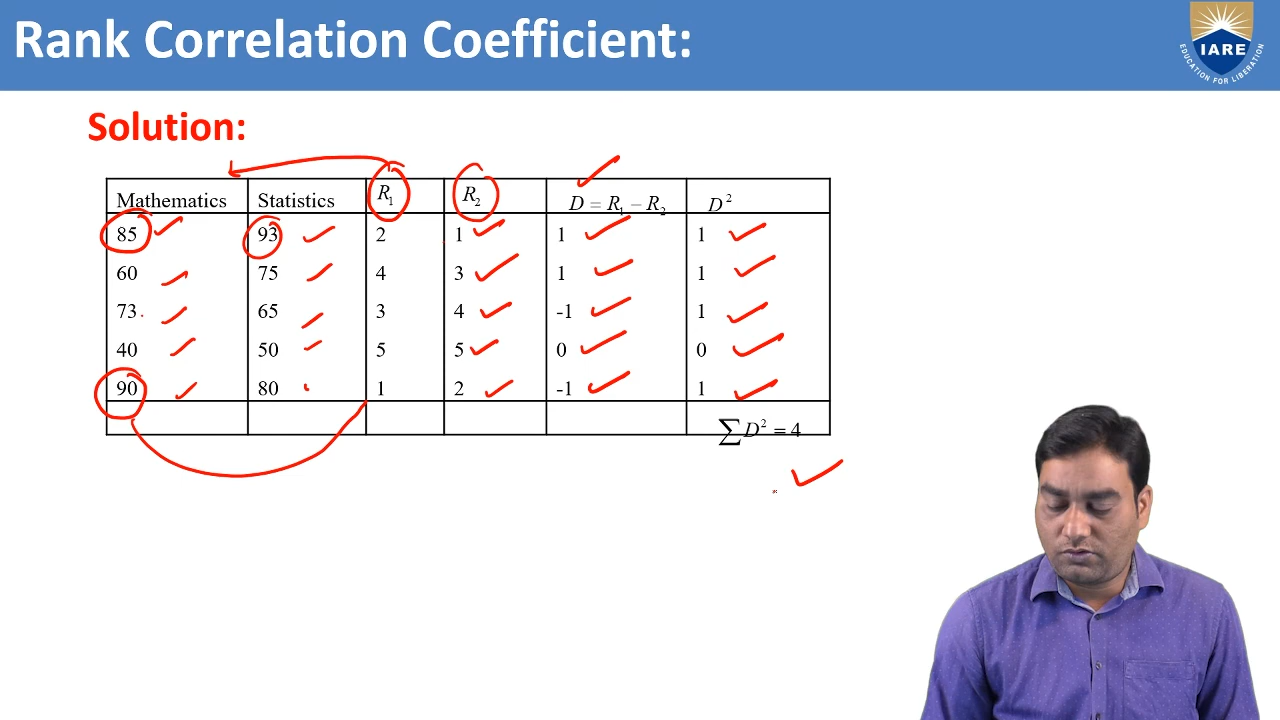 Rank Correlation Coefficient:
IARE
EDUCATION FOR LIBERATION
Solution:
Mathematics Statistics R₁ R₂ D = R₁ − R₂ D²
85 93 2 1 1 1
60 75 4 3 1 1
73 65 3 4 -1 1
40 50 5 5 0 0
90 80 1 2 -1 1
∑D² = 4